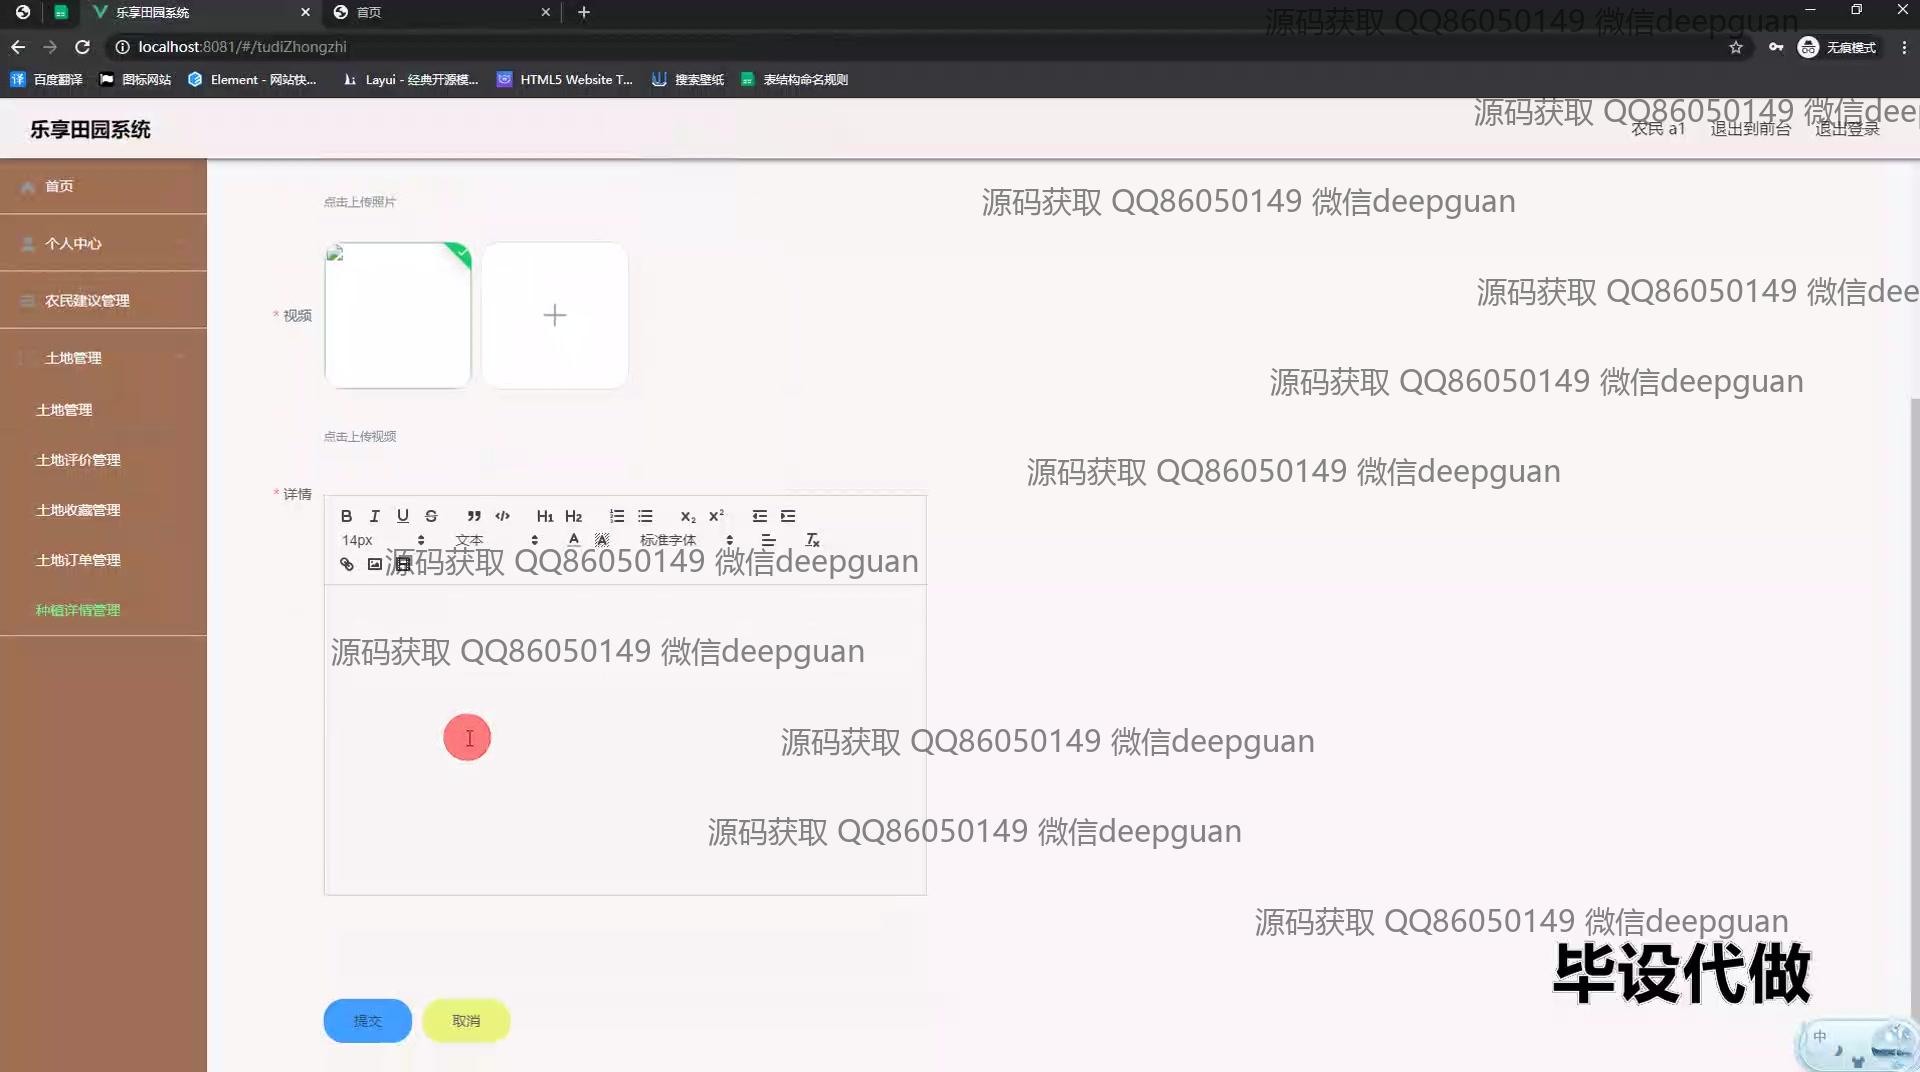 乐享田园系统
首页
源码获取 QQ86050149 微信deepguan
localhost:8081/#/tudiZhongzhi
无痕模式
百度翻译
图标网站
Element - 网站快...
Layui - 经典开源模...
HTML5 Website T...
搜索壁纸
表结构命名规则
源码获取 QQ86050149 微信dee
乐享田园系统
农民 a1
退出到前台
退出登录
首页
点击上传照片
源码获取 QQ86050149 微信deepguan
个人中心
农民建议管理
源码获取 QQ86050149 微信dee
* 视频
土地管理
源码获取 QQ86050149 微信deepguan
土地管理
点击上传视频
土地评价管理
源码获取 QQ86050149 微信deepguan
* 详情
土地收藏管理
B I U S H1 H2 X2 X2
14px
文本
标准字体
土地订单管理
源码获取 QQ86050149 微信deepguan
种植详情管理
源码获取 QQ86050149 微信deepguan
源码获取 QQ86050149 微信deepguan
源码获取 QQ86050149 微信deepguan
源码获取 QQ86050149 微信deepguan
毕设代做
提交
取消
中